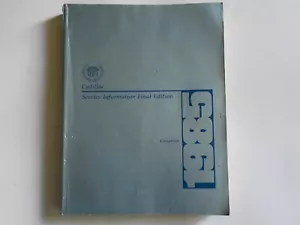 Cadillac
Service Information Final Edition
1985